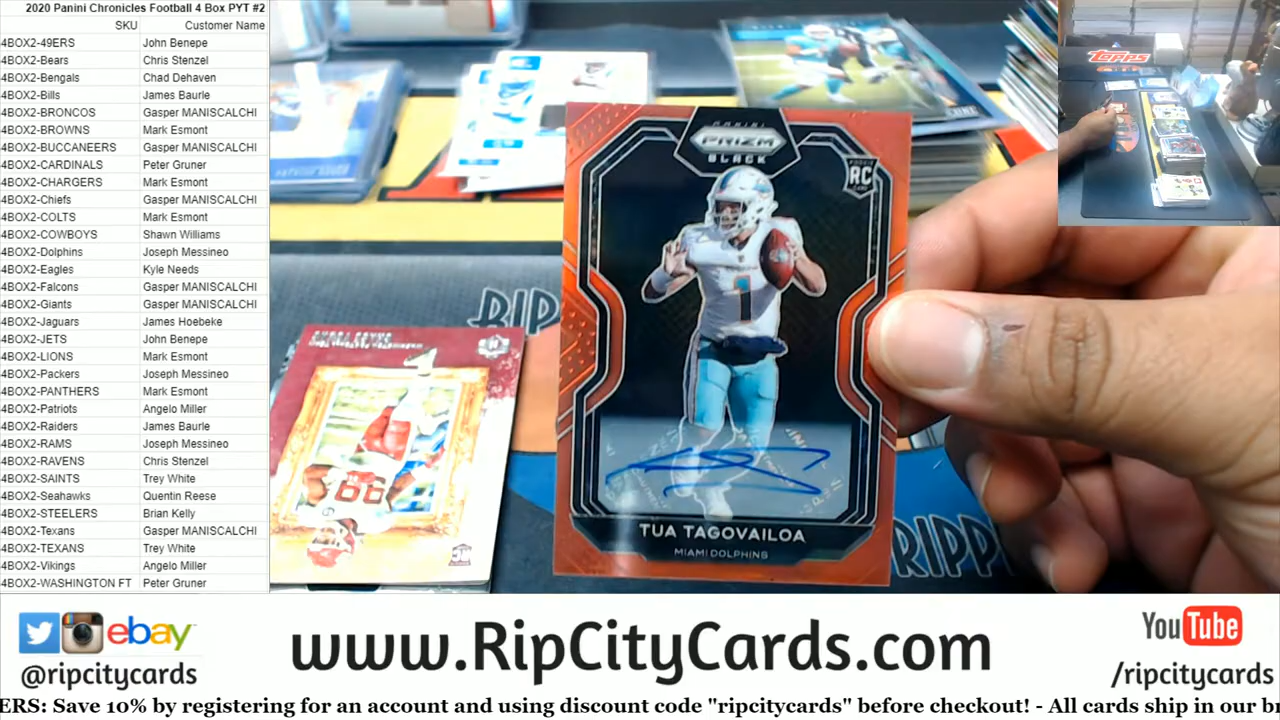 2020 Panini Chronicles Football 4 Box PYT #2
SKU Customer Name
4BOX2-49ERS John Benepe
4BOX2-Bears Chris Stenzel
4BOX2-Bengals Chad Dehaven
4BOX2-Bills James Baurle
4BOX2-BRONCOS Gasper MANISCALCHI
4BOX2-BROWNS Mark Esmont
4BOX2-BUCCANEERS Gasper MANISCALCHI
4BOX2-CARDINALS Peter Gruner
4BOX2-CHARGERS Mark Esmont
4BOX2-Chiefs Gasper MANISCALCHI
4BOX2-COLTS Mark Esmont
4BOX2-COWBOYS Shawn Williams
4BOX2-Dolphins Joseph Messineo
4BOX2-Eagles Kyle Needs
4BOX2-Falcons Gasper MANISCALCHI
4BOX2-Giants Gasper MANISCALCHI
4BOX2-Jaguars James Hoebeke
4BOX2-JETS John Benepe
4BOX2-LIONS Mark Esmont
4BOX2-Packers Joseph Messineo
4BOX2-PANTHERS Mark Esmont
4BOX2-Patriots Angelo Miller
4BOX2-Raiders James Baurle
4BOX2-RAMS Joseph Messineo
4BOX2-RAVENS Chris Stenzel
4BOX2-SAINTS Trey White
4BOX2-Seahawks Quentin Reese
4BOX2-STEELERS Brian Kelly
4BOX2-Texans Gasper MANISCALCHI
4BOX2-TEXANS Trey White
4BOX2-Vikings Angelo Miller
4BOX2-WASHINGTON FT Peter Gruner
Topps
PANINI
PRIZM
BLACK
RC
1
TUA TAGOVAILOA
MIAMI DOLPHINS
RIP
RIPP
99
ebay
@ripcitycards
www.RipCityCards.com
YouTube
/ripcitycards
ERS: Save 10% by registering for an account and using discount code "ripcitycards" before checkout! - All cards ship in our b